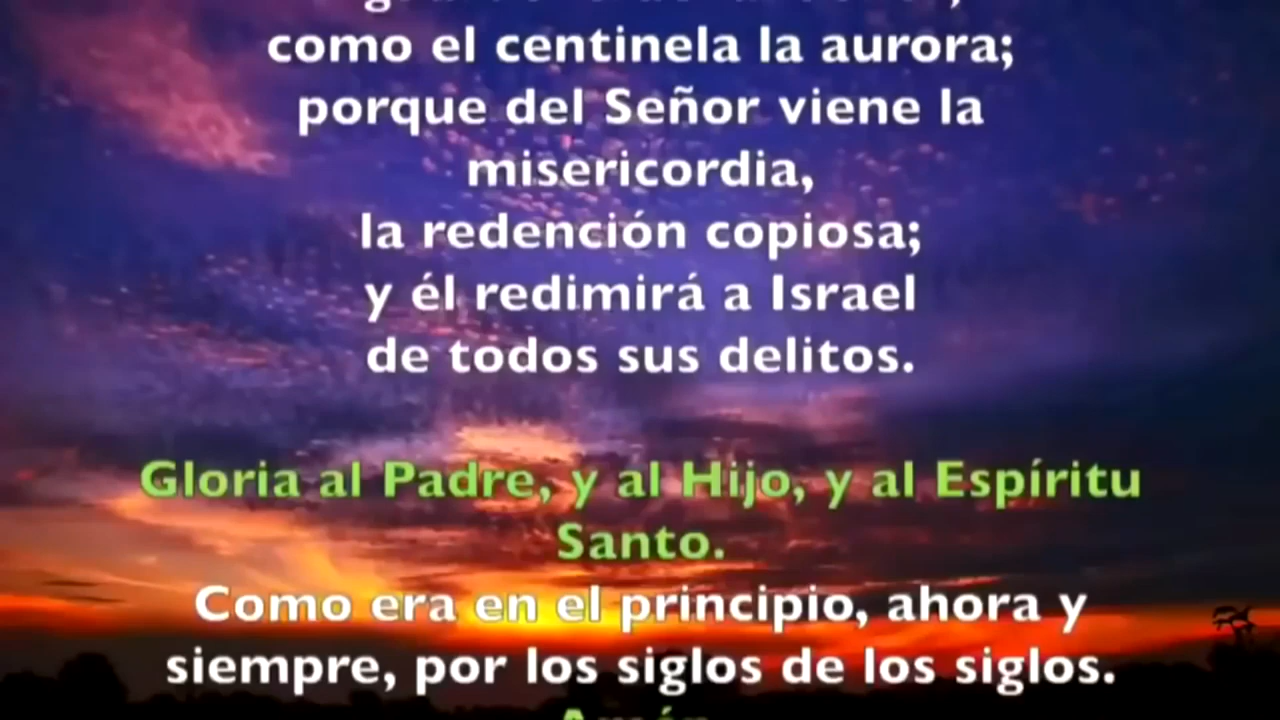 como el centinela la aurora;
porque del Señor viene la
misericordia,
la redención copiosa;
y él redimirá a Israel
de todos sus delitos.
Gloria al Padre, y al Hijo, y al Espíritu
Santo.
Como era en el principio, ahora y
siempre, por los siglos de los siglos.